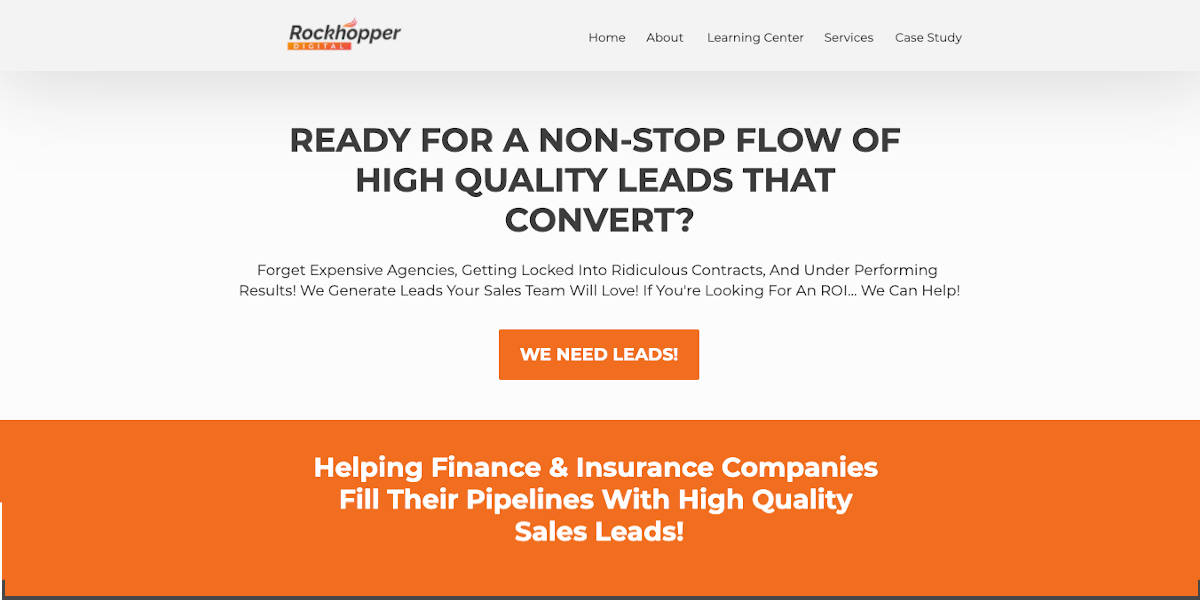 Rockhopper
DIGITAL
Home About Learning Center Services Case Study
READY FOR A NON-STOP FLOW OF
HIGH QUALITY LEADS THAT
CONVERT?
Forget Expensive Agencies, Getting Locked Into Ridiculous Contracts, And Under Performing
Results! We Generate Leads Your Sales Team Will Love! If You're Looking For An ROI... We Can Help!
WE NEED LEADS!
Helping Finance & Insurance Companies
Fill Their Pipelines With High Quality
Sales Leads!